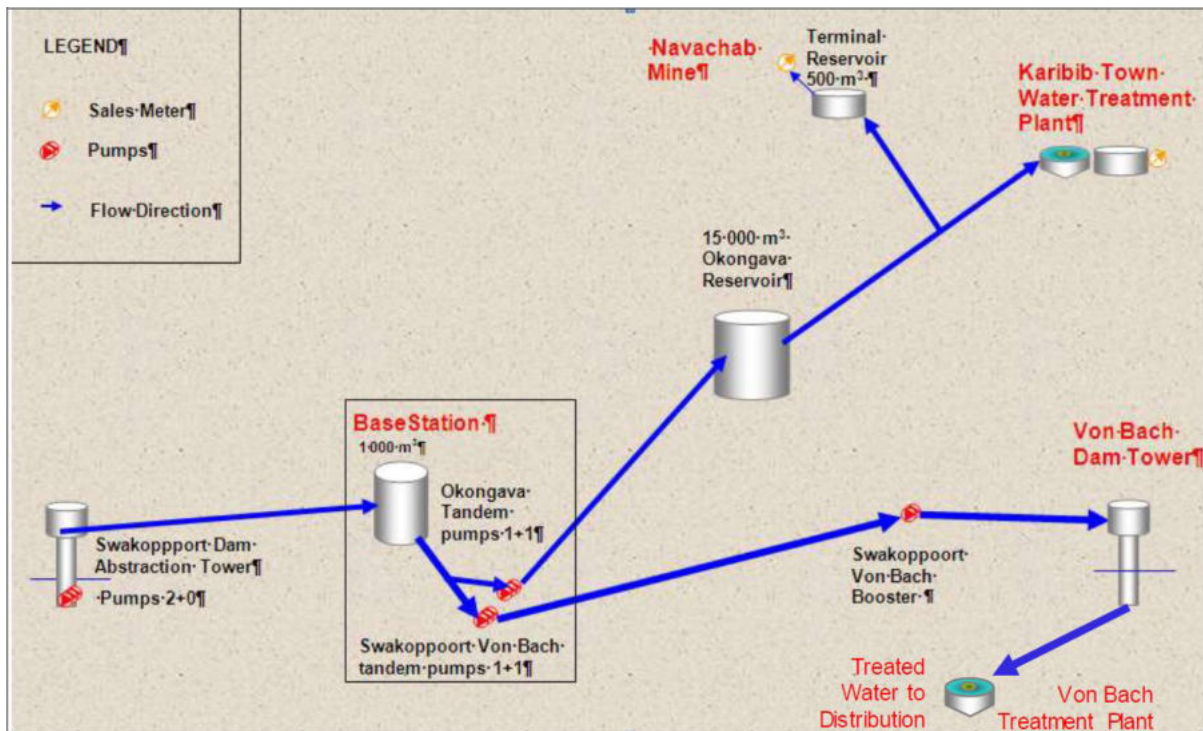 LEGEND¶
Sales·Meter¶
Pumps¶
Flow·Direction¶
·Navachab·
Mine¶
Terminal·
Reservoir
500·m³·¶
Karibib·Town·
Water·Treatment·
Plant¶
15·000·m³·
Okongava·
Reservoir¶
BaseStation·¶
1·000·m³¶
Okongava·
Tandem·
pumps·1+1¶
Swakoppport·Dam·
Abstraction·Tower¶
·Pumps·2+0¶
Swakoppoort·Von·Bach·
tandem·pumps·1+1¶
Swakoppoort·
Von·Bach·
Booster·¶
Von·Bach·
Dam·Tower¶
Treated
Water to
Distribution
Von Bach
Treatment Plant